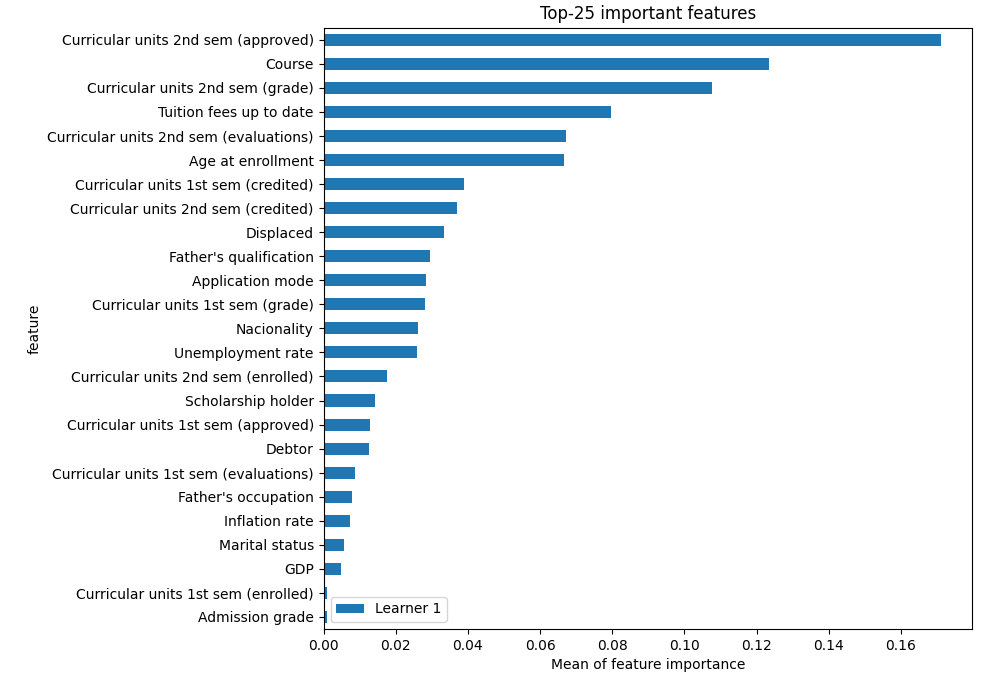 Top-25 important features
Curricular units 2nd sem (approved)
Course
Curricular units 2nd sem (grade)
Tuition fees up to date
Curricular units 2nd sem (evaluations)
Age at enrollment
Curricular units 1st sem (credited)
Curricular units 2nd sem (credited)
Displaced
Father's qualification
Application mode
Curricular units 1st sem (grade)
Nacionality
Unemployment rate
Curricular units 2nd sem (enrolled)
Scholarship holder
Curricular units 1st sem (approved)
Debtor
Curricular units 1st sem (evaluations)
Father's occupation
Inflation rate
Marital status
GDP
Curricular units 1st sem (enrolled)
Admission grade
feature
Learner 1
0.00 0.02 0.04 0.06 0.08 0.10 0.12 0.14 0.16
Mean of feature importance